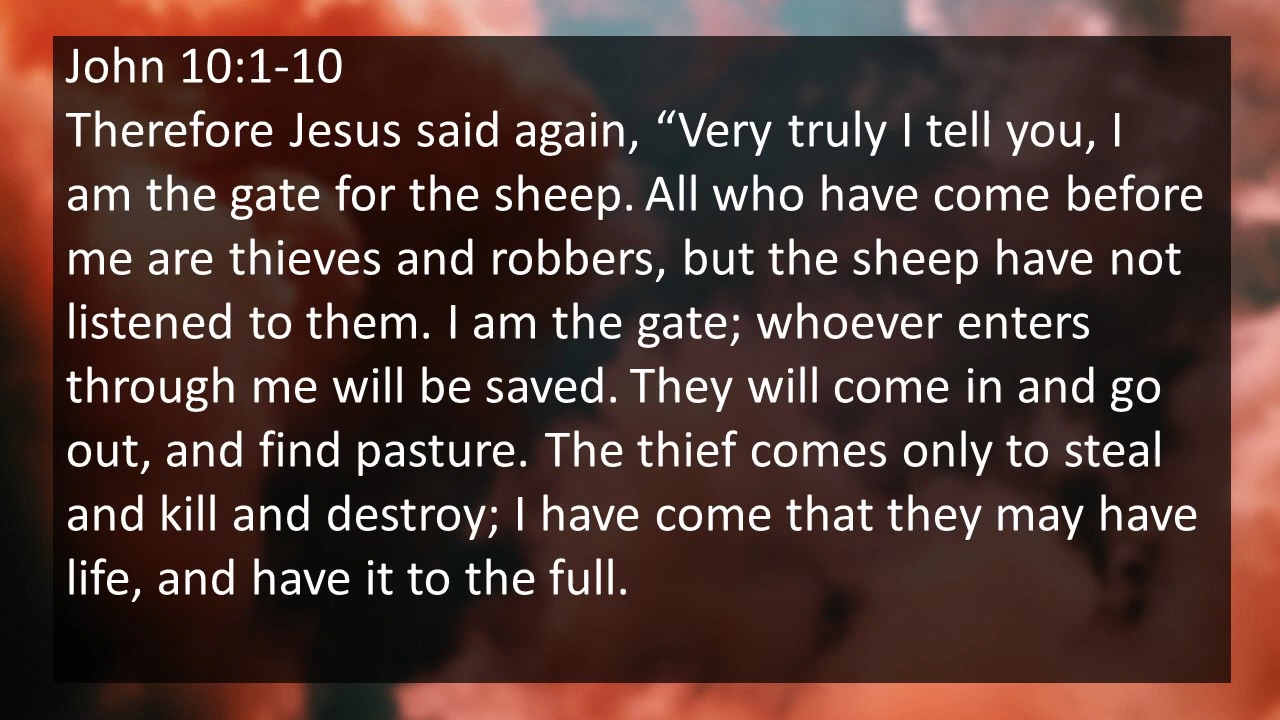 John 10:1-10
Therefore Jesus said again, “Very truly I tell you, I
am the gate for the sheep. All who have come before
me are thieves and robbers, but the sheep have not
listened to them. I am the gate; whoever enters
through me will be saved. They will come in and go
out, and find pasture. The thief comes only to steal
and kill and destroy; I have come that they may have
life, and have it to the full.